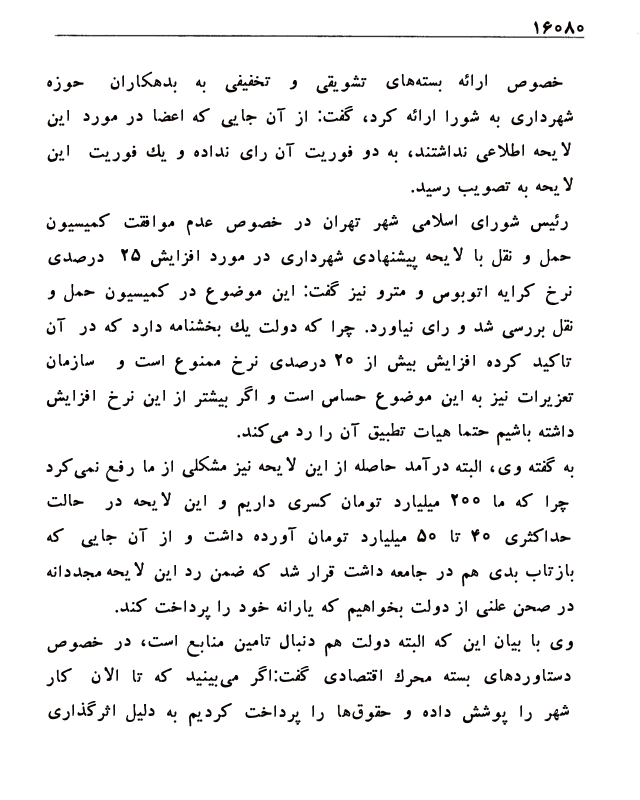 ۱۶۰۸۰
خصوص ارائه بسته‌های تشویقی و تخفیفی به بدهکاران حوزه
شهرداری به شورا ارائه کرد، گفت: از آن جایی که اعضا در مورد این
لایحه اطلاعی نداشتند، به دو فوریت آن رای نداده و یك فوریت این
لایحه به تصویب رسید.
رئیس شورای اسلامی شهر تهران در خصوص عدم موافقت کمیسیون
حمل و نقل با لایحه پیشنهادی شهرداری در مورد افزایش ۲۵ درصدی
نرخ کرایه اتوبوس و مترو نیز گفت: این موضوع در کمیسیون حمل و
نقل بررسی شد و رای نیاورد. چرا که دولت یك بخشنامه دارد که در آن
تاکید کرده افزایش بیش از ۲۰ درصدی نرخ ممنوع است و سازمان
تعزیرات نیز به این موضوع حساس است و اگر بیشتر از این نرخ افزایش
داشته باشیم حتما هیات تطبیق آن را رد می‌کند.
به گفته وی، البته درآمد حاصله از این لایحه نیز مشکلی از ما رفع نمی‌کرد
چرا که ما ۲۰۰ میلیارد تومان کسری داریم و این لایحه در حالت
حداکثری ۴۰ تا ۵۰ میلیارد تومان آورده داشت و از آن جایی که
بازتاب بدی هم در جامعه داشت قرار شد که ضمن رد این لایحه مجددانه
در صحن علنی از دولت بخواهیم که یارانه خود را پرداخت کند.
وی با بیان این که البته دولت هم دنبال تامین منابع است، در خصوص
دستاوردهای بسته محرك اقتصادی گفت:اگر می‌بینید که تا الان کار
شهر را پوشش داده و حقوق‌ها را پرداخت کردیم به دلیل اثرگذاری